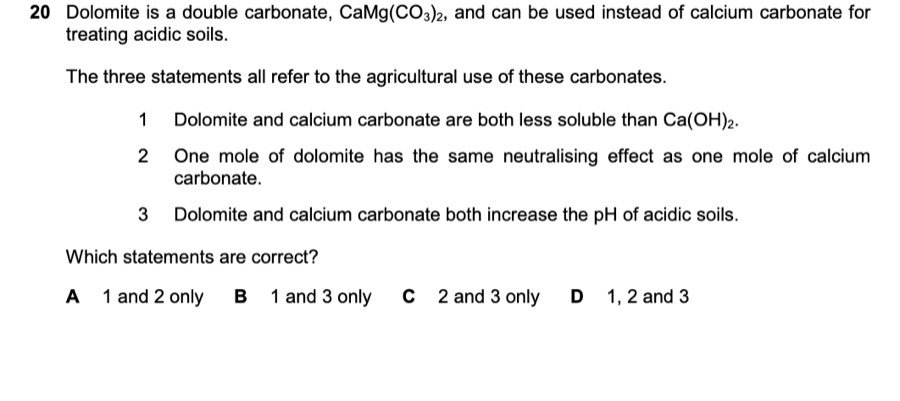 20 Dolomite is a double carbonate, CaMg(CO₃)₂, and can be used instead of calcium carbonate for
treating acidic soils.
The three statements all refer to the agricultural use of these carbonates.
1 Dolomite and calcium carbonate are both less soluble than Ca(OH)₂.
2 One mole of dolomite has the same neutralising effect as one mole of calcium
carbonate.
3 Dolomite and calcium carbonate both increase the pH of acidic soils.
Which statements are correct?
A 1 and 2 only B 1 and 3 only C 2 and 3 only D 1, 2 and 3